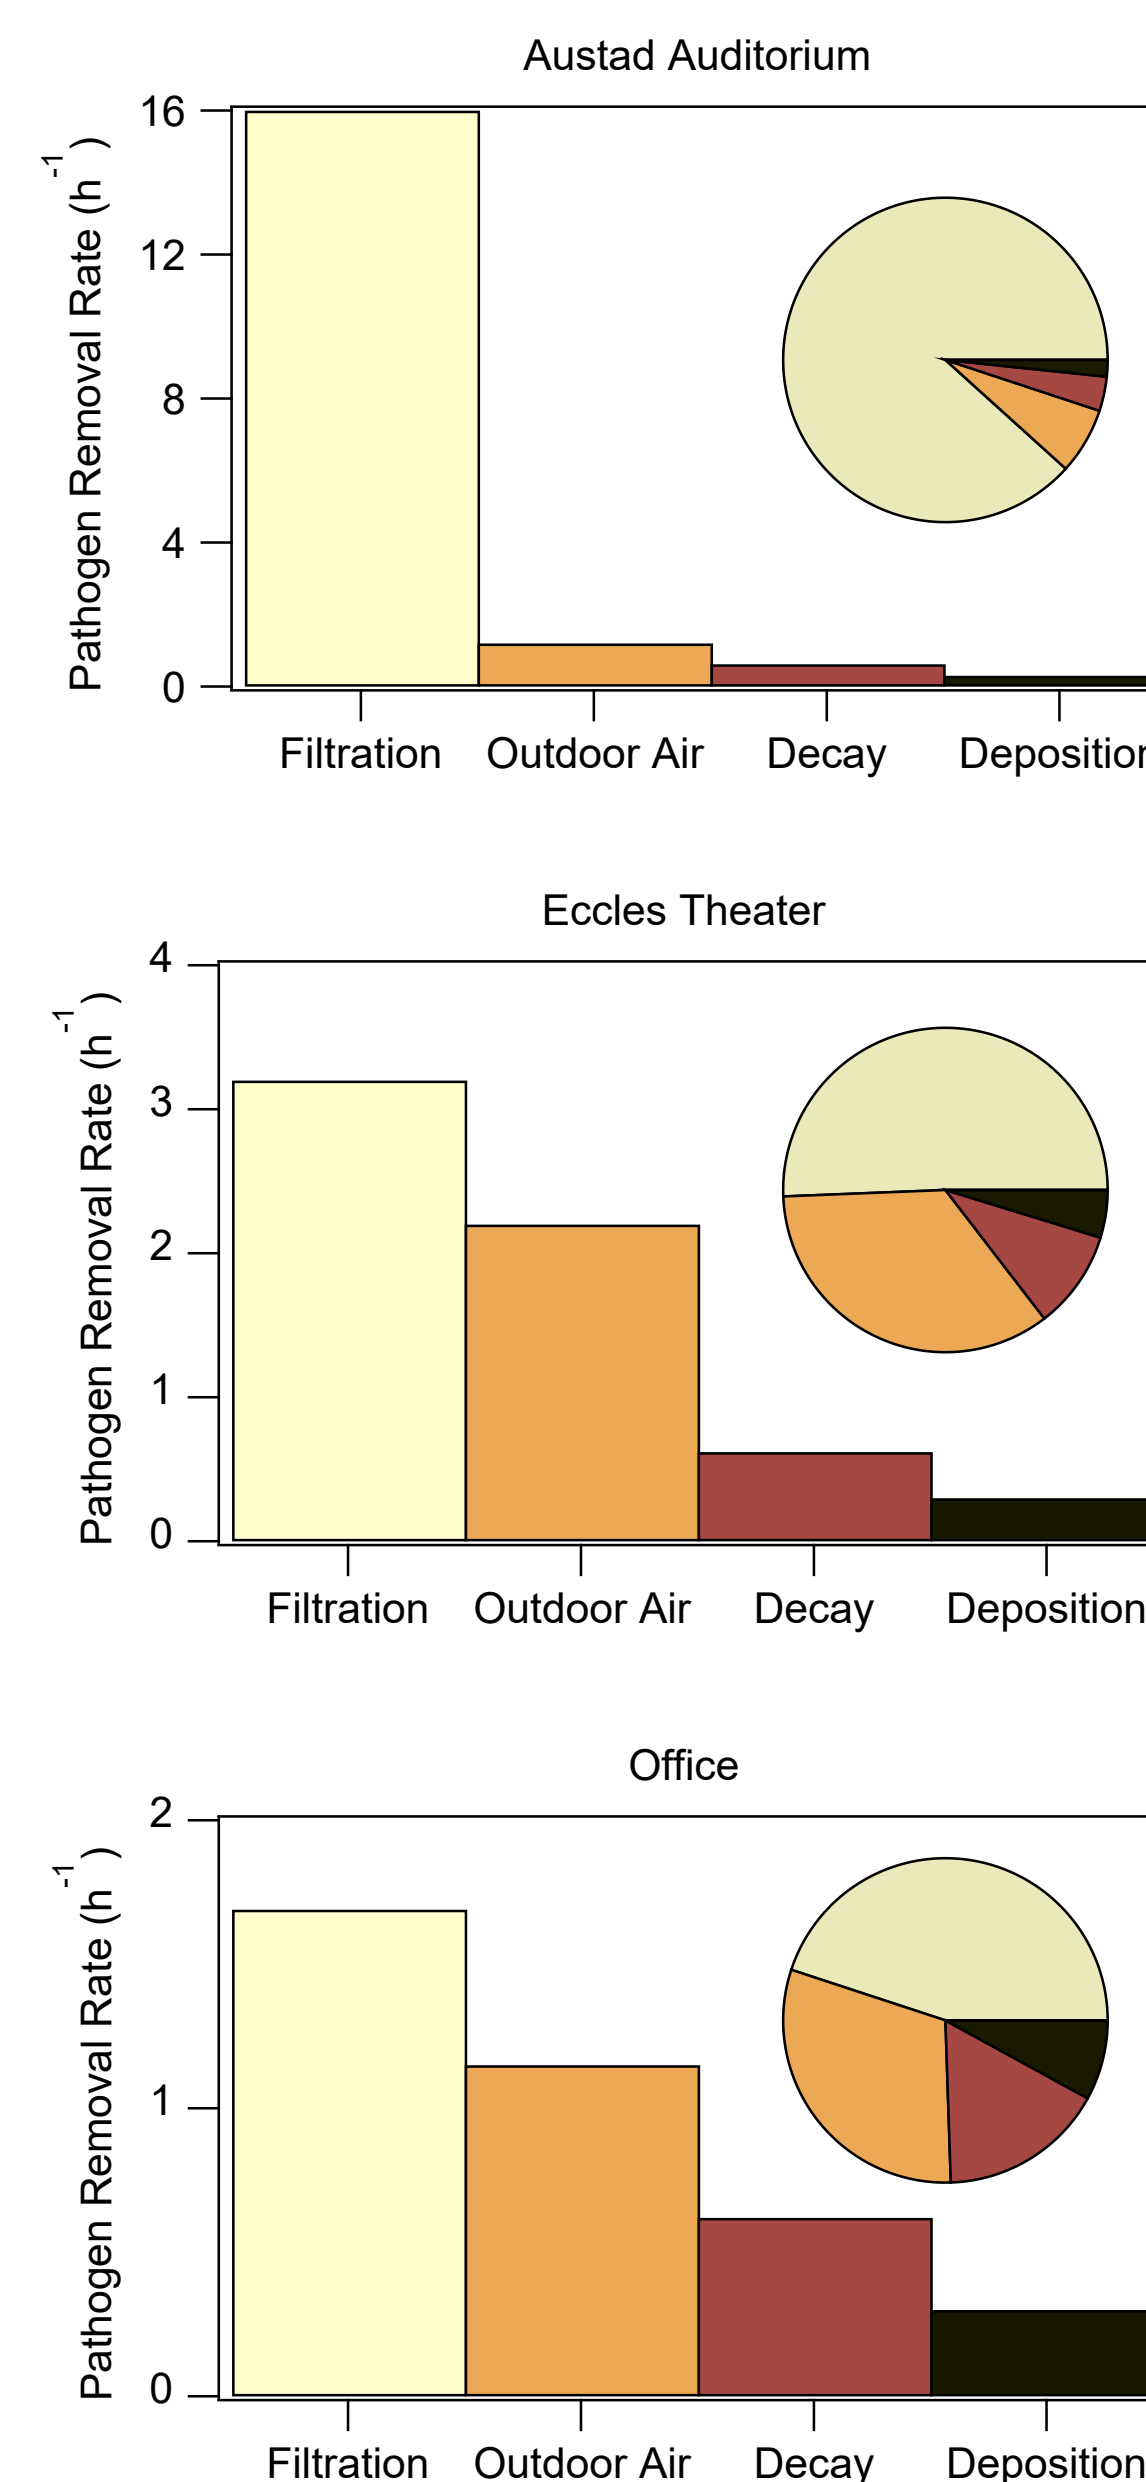 Austad Auditorium
Pathogen Removal Rate (h-1)
16
12
8
4
0
Filtration Outdoor Air Decay Deposition
Eccles Theater
Pathogen Removal Rate (h-1)
4
3
2
1
0
Filtration Outdoor Air Decay Deposition
Office
Pathogen Removal Rate (h-1)
2
1
0
Filtration Outdoor Air Decay Deposition